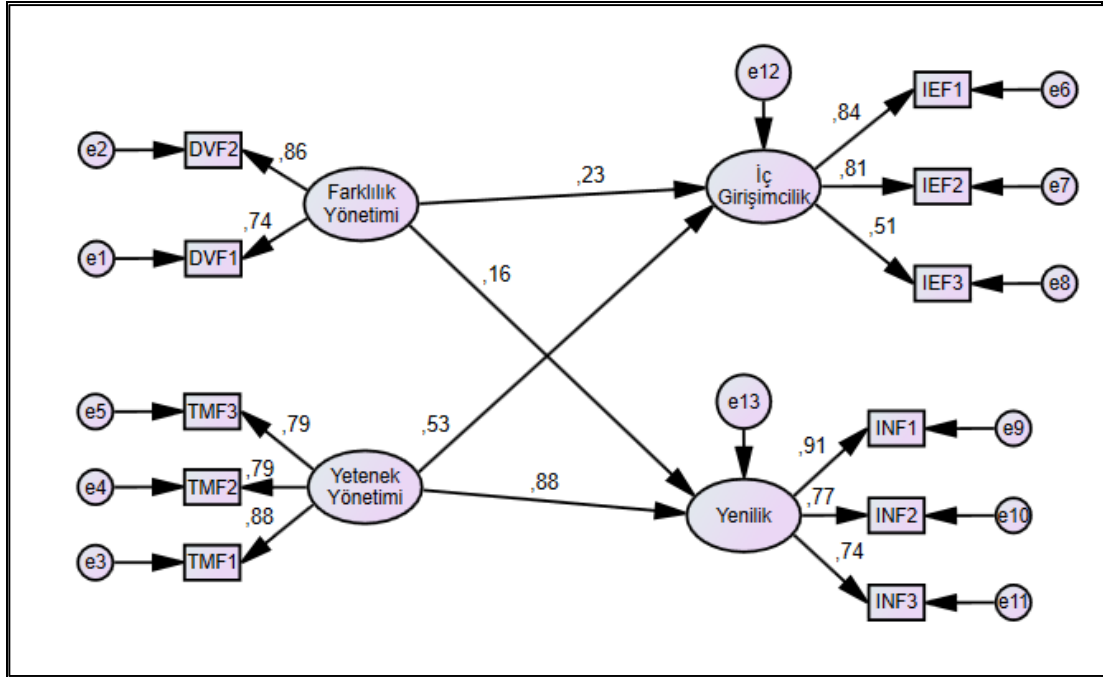 e12
IEF1
e6
,84
e2
DVF2
,86
İç
Girişimcilik
,81
IEF2
e7
Farklılık
Yönetimi
,23
,74
,51
e1
DVF1
IEF3
e8
,16
e13
e5
TMF3
,79
,53
INF1
e9
,91
e4
TMF2
,79
Yetenek
Yönetimi
,88
Yenilik
,77
INF2
e10
,88
,74
e3
TMF1
INF3
e11